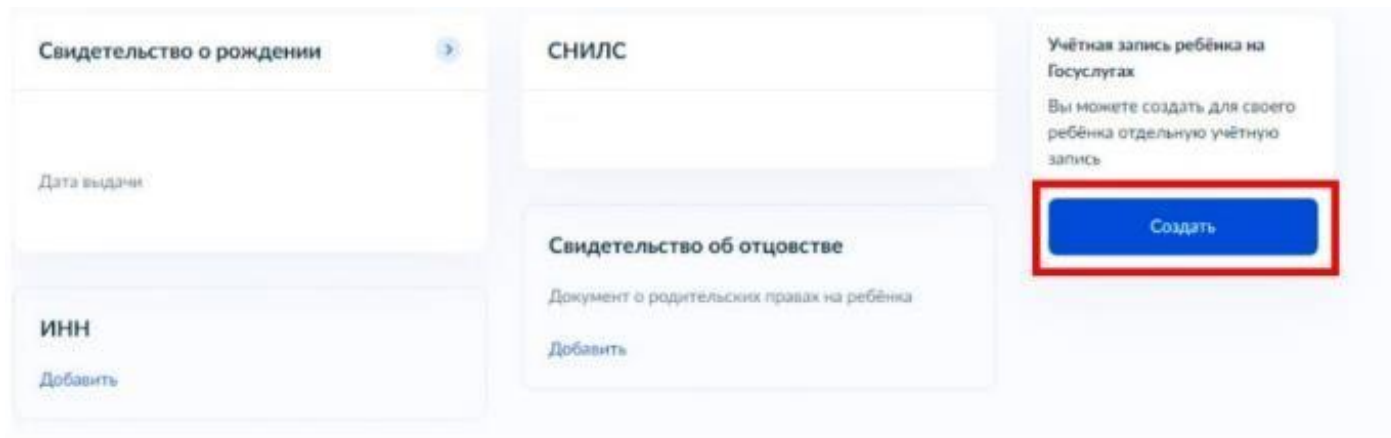 Свидетельство о рождении
Дата выдачи
ИНН
Добавить
СНИЛС
Свидетельство об отцовстве
Документ о родительских правах на ребёнка
Добавить
Учётная запись ребёнка на
Госуслугах
Вы можете создать для своего
ребёнка отдельную учётную
запись
Создать